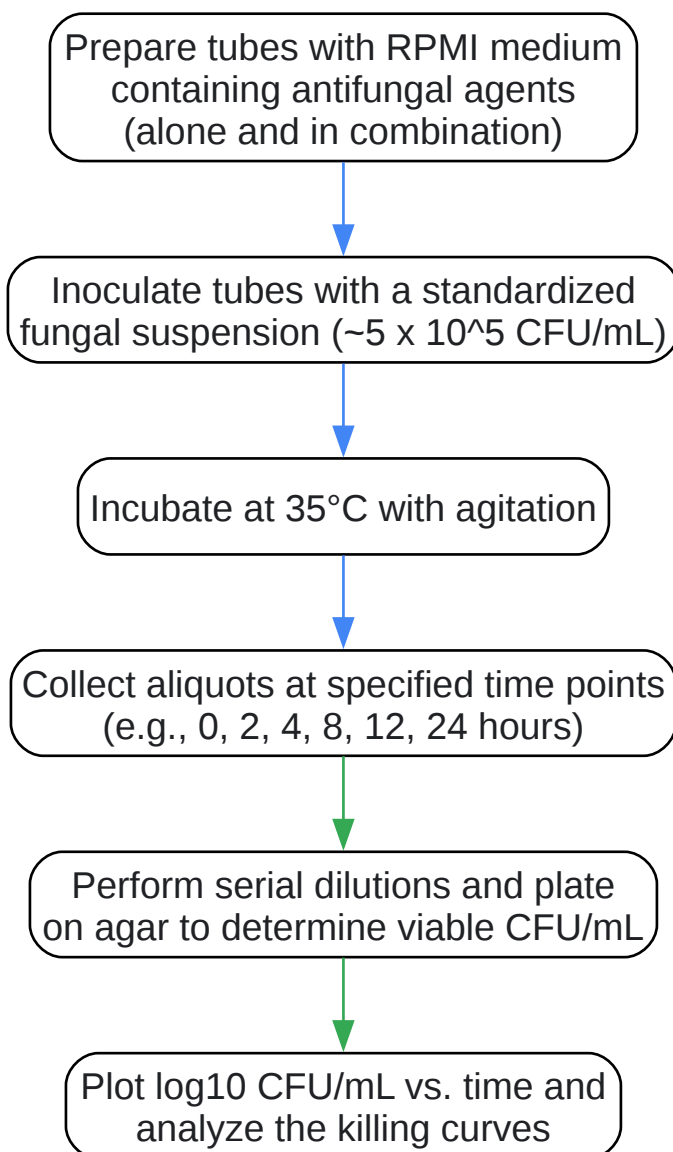 Prepare tubes with RPMI medium
containing antifungal agents
(alone and in combination)
Inoculate tubes with a standardized
fungal suspension (~5 x 10^5 CFU/mL)
Incubate at 35°C with agitation
Collect aliquots at specified time points
(e.g., 0, 2, 4, 8, 12, 24 hours)
Perform serial dilutions and plate
on agar to determine viable CFU/mL
Plot log10 CFU/mL vs. time and
analyze the killing curves